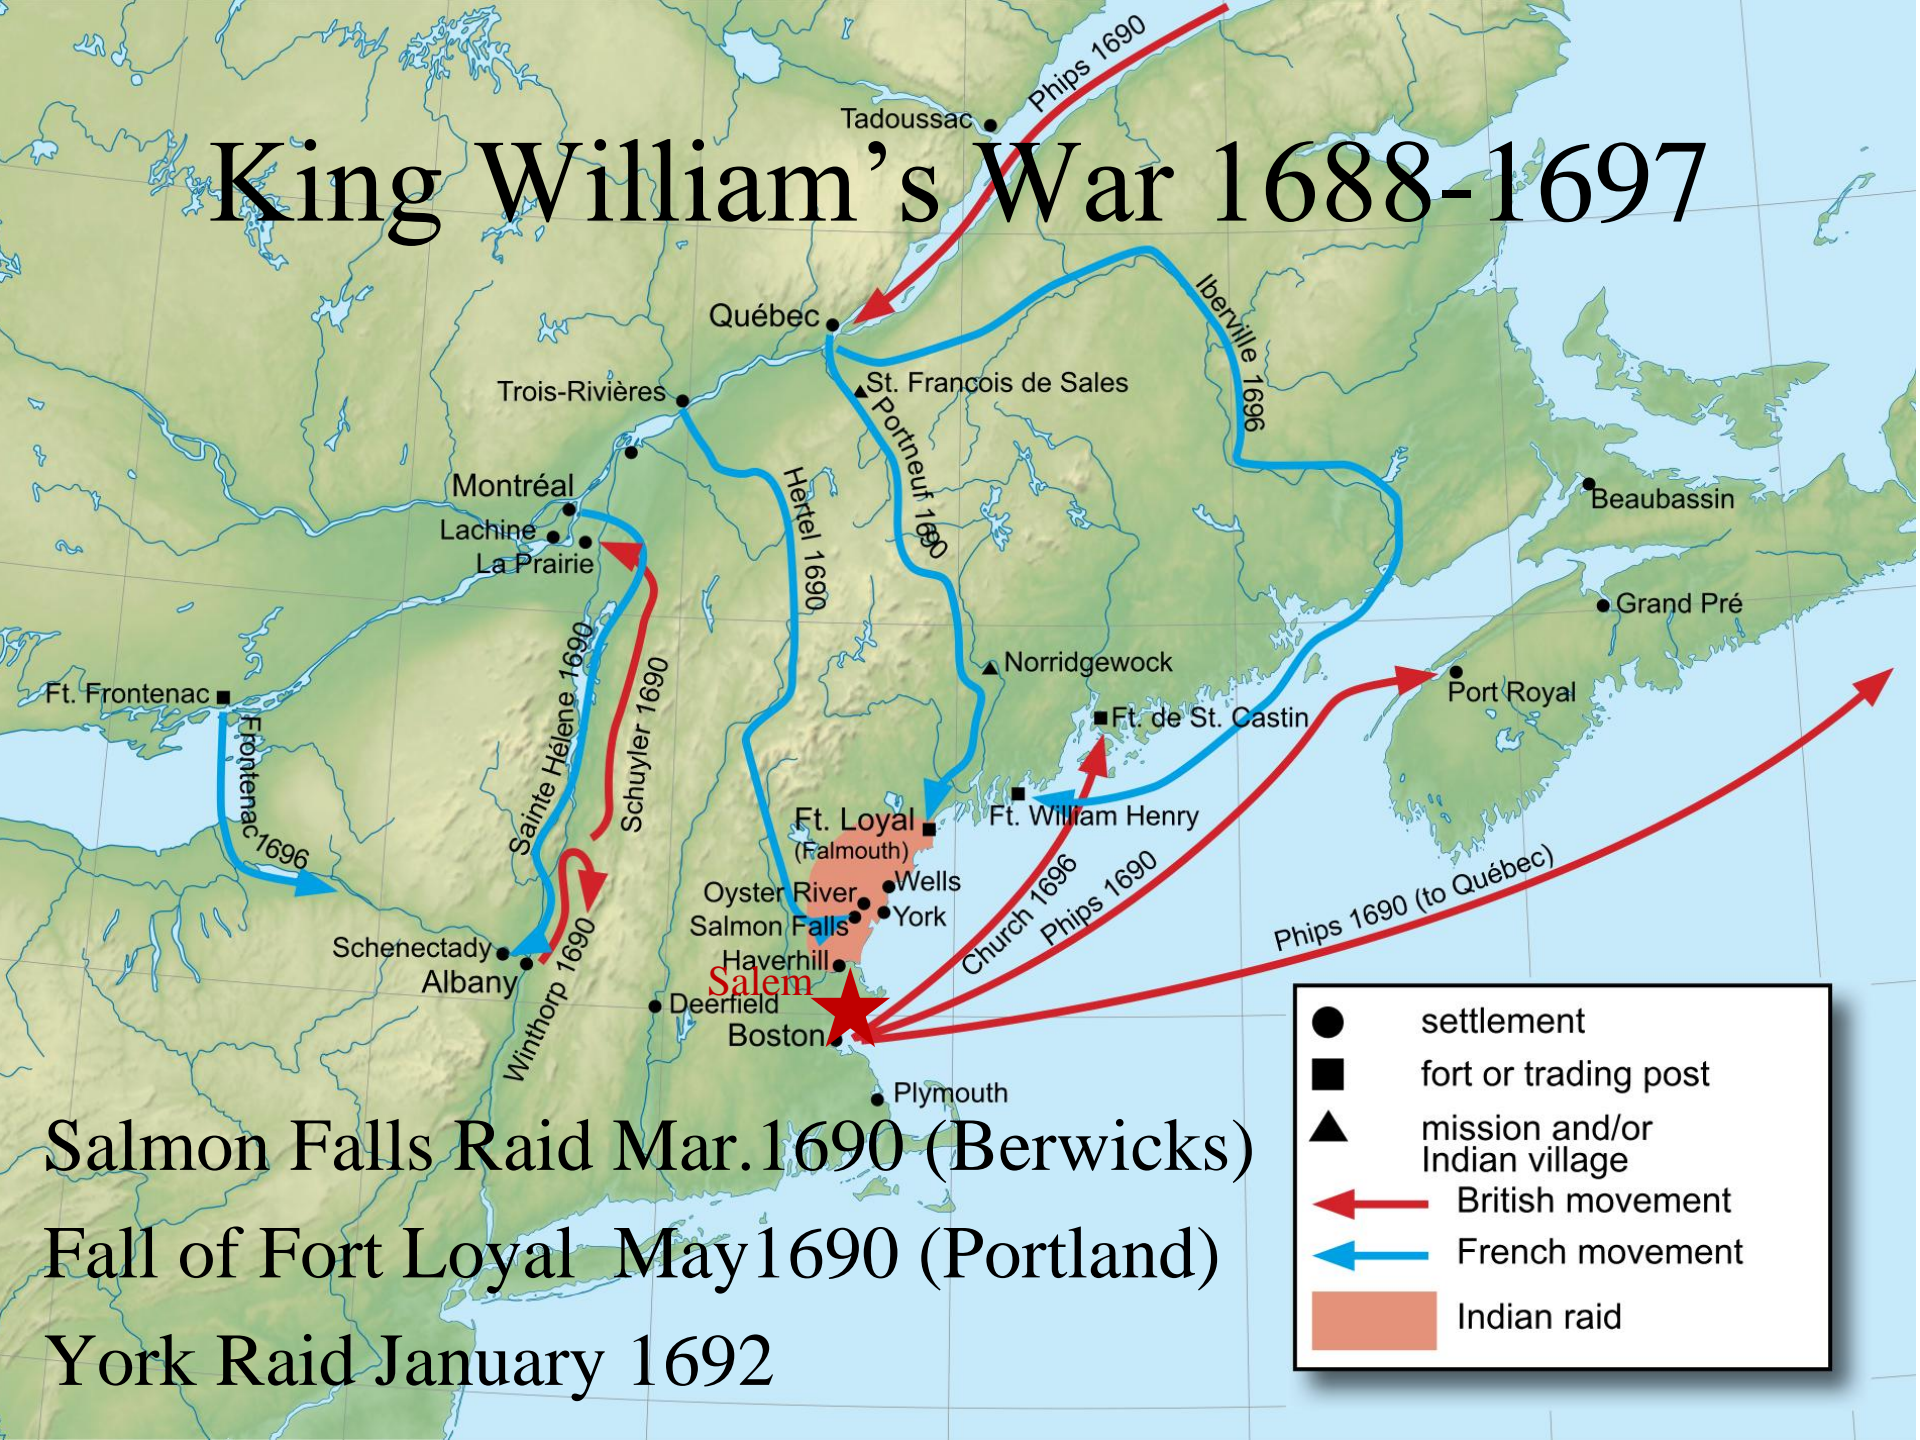 Phips 1690
Tadoussac
King William’s War 1688-1697
Québec
Iberville 1696
St. Francois de Sales
Trois-Rivières
Portneuf 1690
Hertel 1690
Montréal
Lachine
La Prairie
Beaubassin
Grand Pré
Norridgewock
Port Royal
Ft. de St. Castin
Ft. Frontenac
Frontenac 1696
Sainte Hélene 1690
Schuyler 1690
Ft. Loyal
(Falmouth)
Ft. William Henry
Oyster River
Wells
Salmon Falls
York
Church 1696
Phips 1690
Phips 1690 (to Québec)
Schenectady
Albany
Winthorp 1690
Haverhill
Salem
Deerfield
Boston
Plymouth
settlement
fort or trading post
mission and/or
Indian village
British movement
French movement
Indian raid
Salmon Falls Raid Mar.1690 (Berwicks)
Fall of Fort Loyal May1690 (Portland)
York Raid January 1692